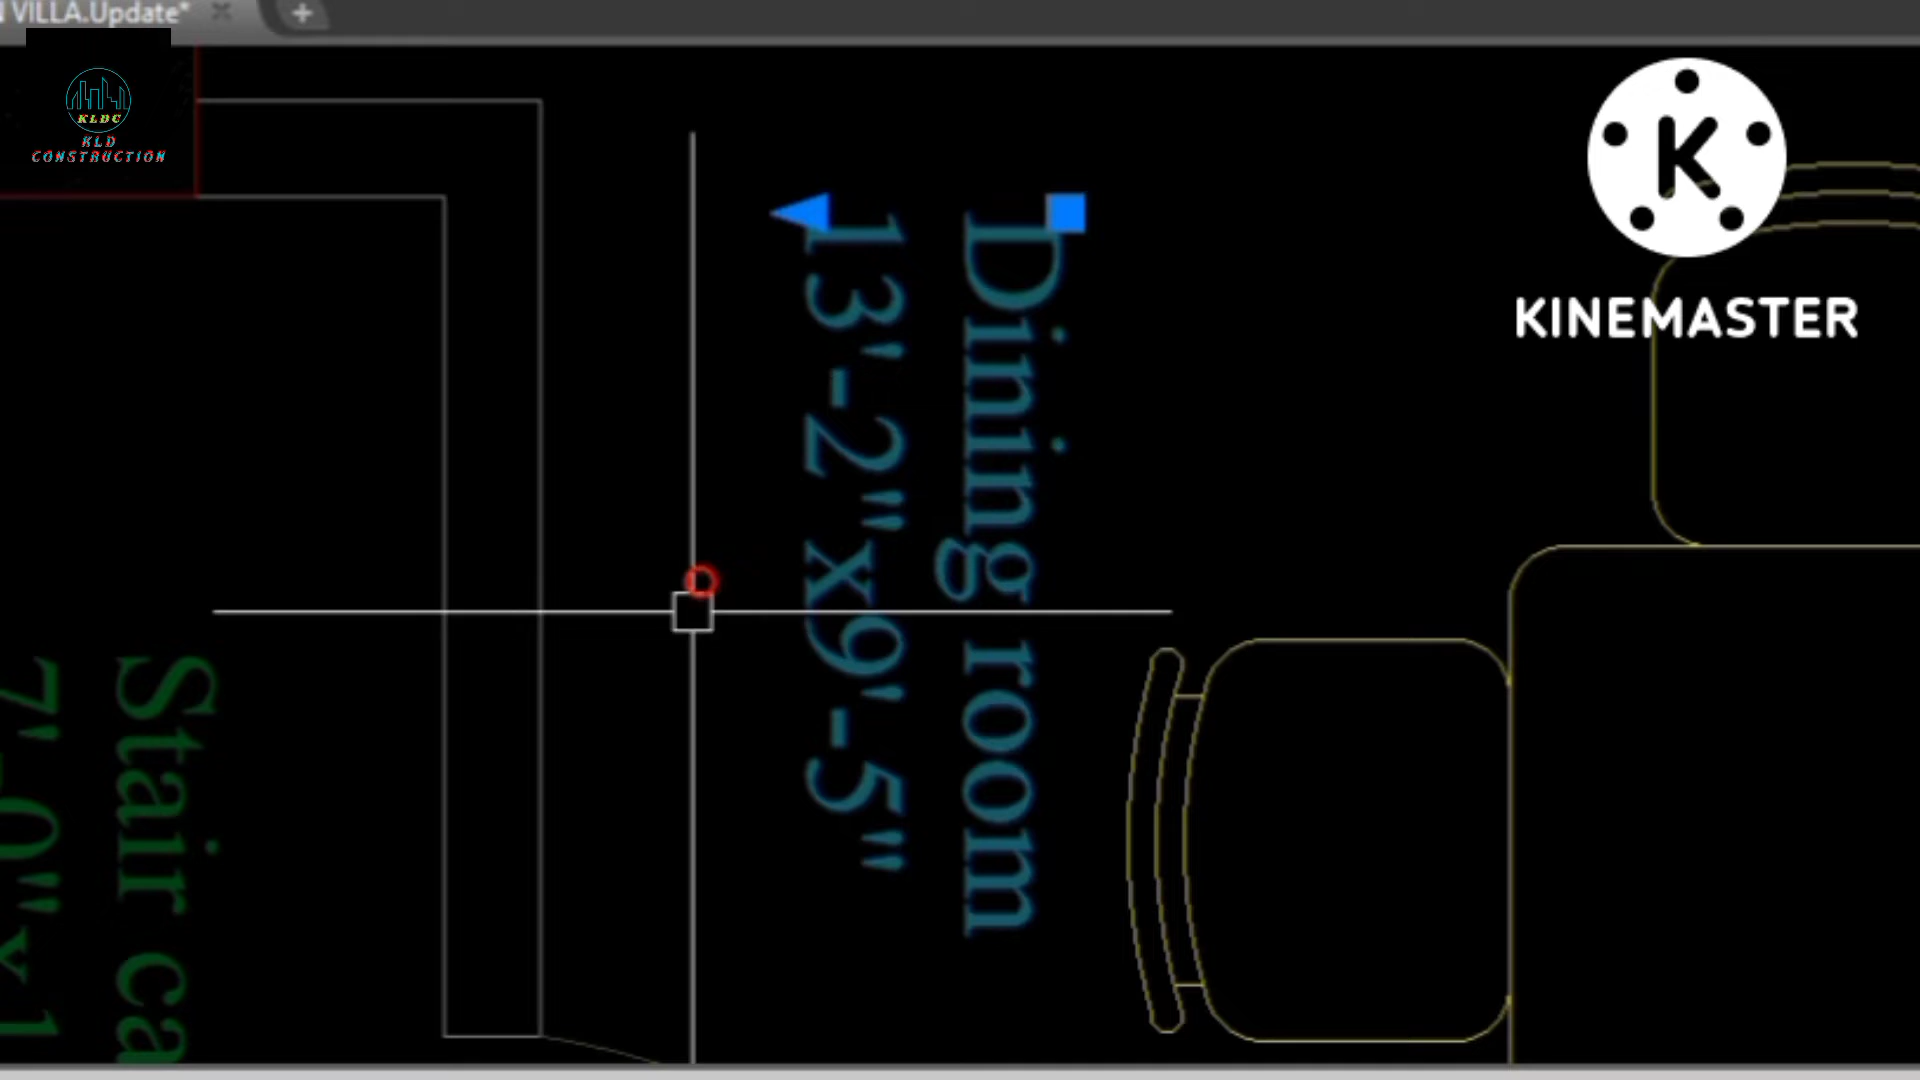 VILLA.Update*
KLDC
KLD
CONSTRUCTION
K
KINEMASTER
Dining room
13'-2"x9'-5"
Stair ca
7'-0"x1